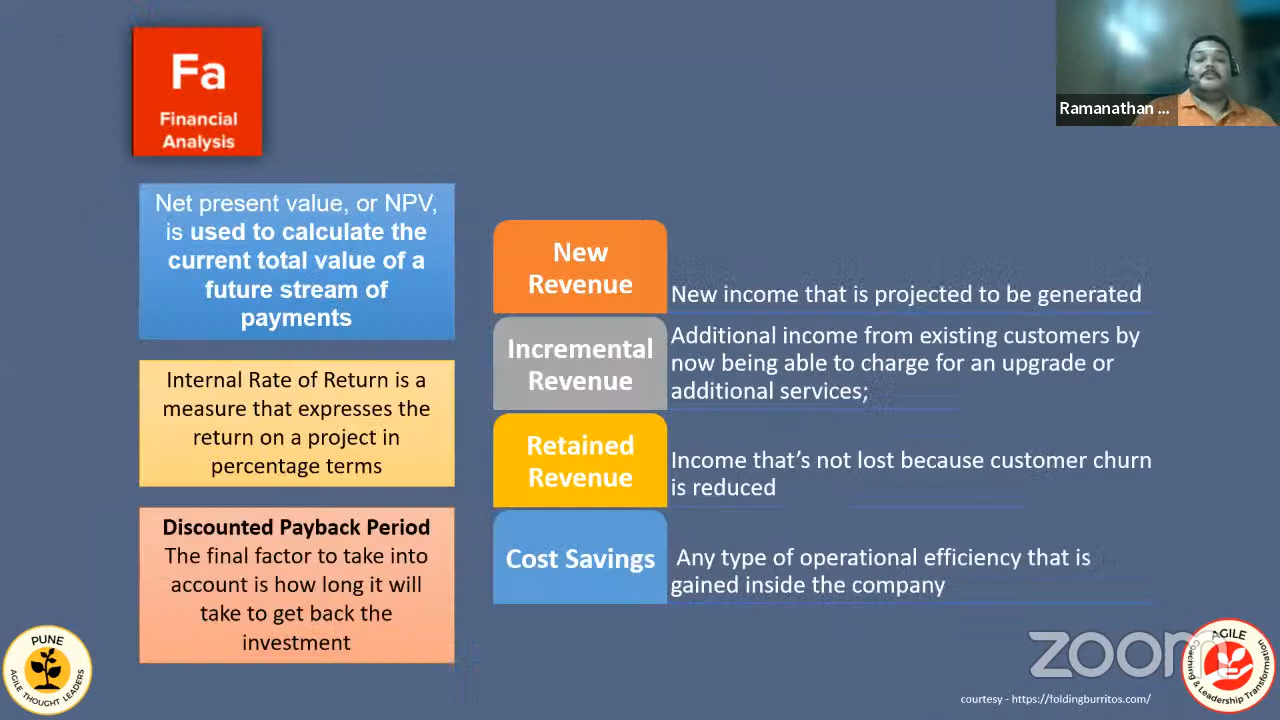 Fa
Financial
Analysis
Ramanathan ...
Net present value, or NPV,
is used to calculate the
current total value of a
future stream of
payments
Internal Rate of Return is a
measure that expresses the
return on a project in
percentage terms
Discounted Payback Period
The final factor to take into
account is how long it will
take to get back the
investment
New
Revenue
New income that is projected to be generated
Incremental
Revenue
Additional income from existing customers by
now being able to charge for an upgrade or
additional services;
Retained
Revenue
Income that’s not lost because customer churn
is reduced
Cost Savings
Any type of operational efficiency that is
gained inside the company
PUNE
AGILE THOUGHT LEADERS
zoom
AGILE
Coaching & Leadership Transformation
courtesy - https://foldingburritos.com/